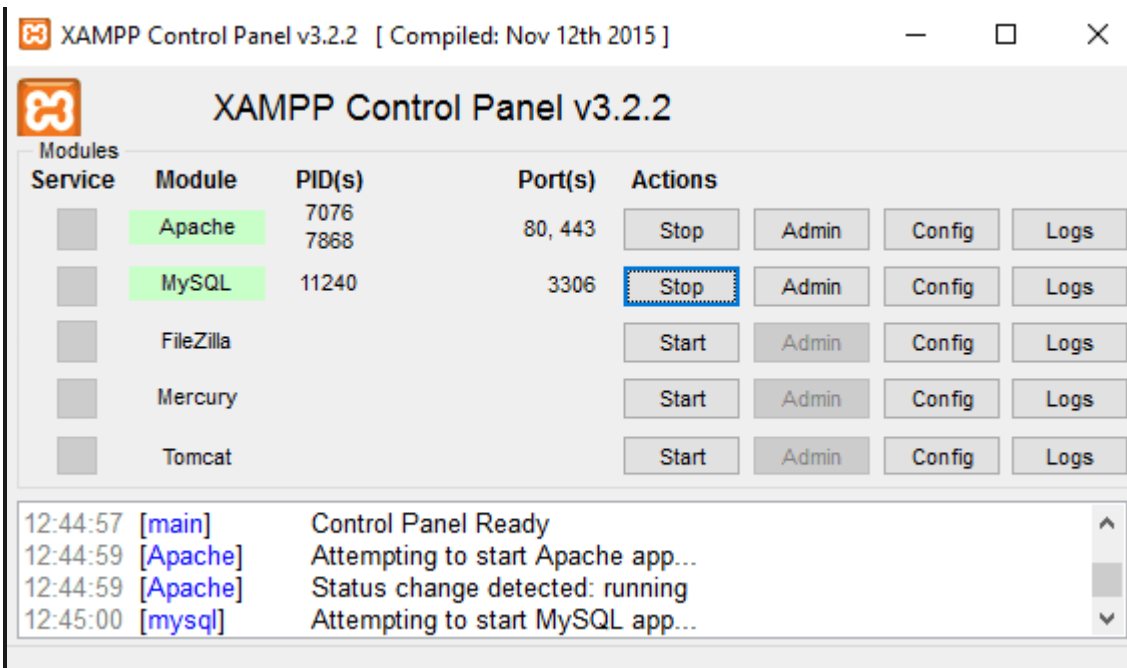 XAMPP Control Panel v3.2.2 [ Compiled: Nov 12th 2015 ]
XAMPP Control Panel v3.2.2
Modules
Service Module PID(s) Port(s) Actions
Apache 7076 7868 80, 443 Stop Admin Config Logs
MySQL 11240 3306 Stop Admin Config Logs
FileZilla Start Admin Config Logs
Mercury Start Admin Config Logs
Tomcat Start Admin Config Logs
12:44:57 [main] Control Panel Ready
12:44:59 [Apache] Attempting to start Apache app...
12:44:59 [Apache] Status change detected: running
12:45:00 [mysql] Attempting to start MySQL app...